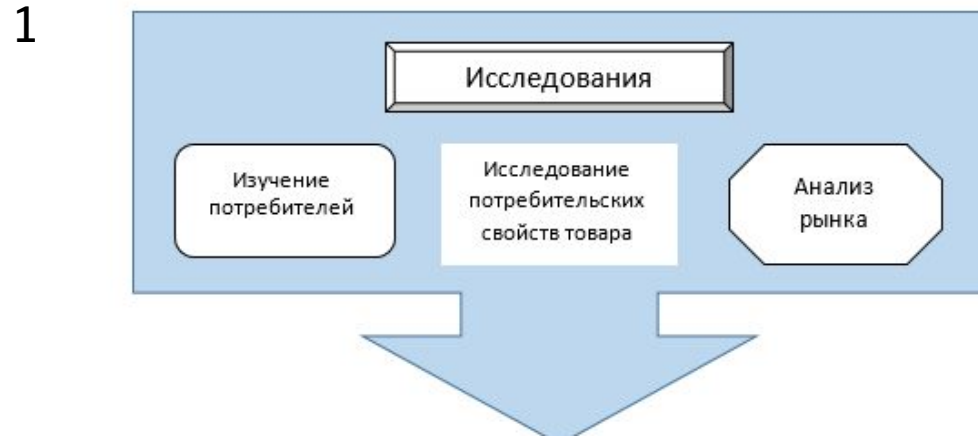 1
Исследования
Изучение
потребителей
Исследование
потребительских
свойств товара
Анализ
рынка